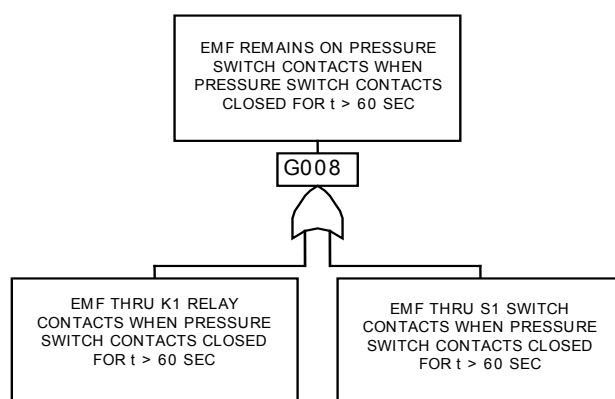 EMF REMAINS ON PRESSURE
SWITCH CONTACTS WHEN
PRESSURE SWITCH CONTACTS
CLOSED FOR t > 60 SEC
G008
EMF THRU K1 RELAY
CONTACTS WHEN PRESSURE
SWITCH CONTACTS CLOSED
FOR t > 60 SEC
EMF THRU S1 SWITCH
CONTACTS WHEN PRESSURE
SWITCH CONTACTS CLOSED
FOR t > 60 SEC